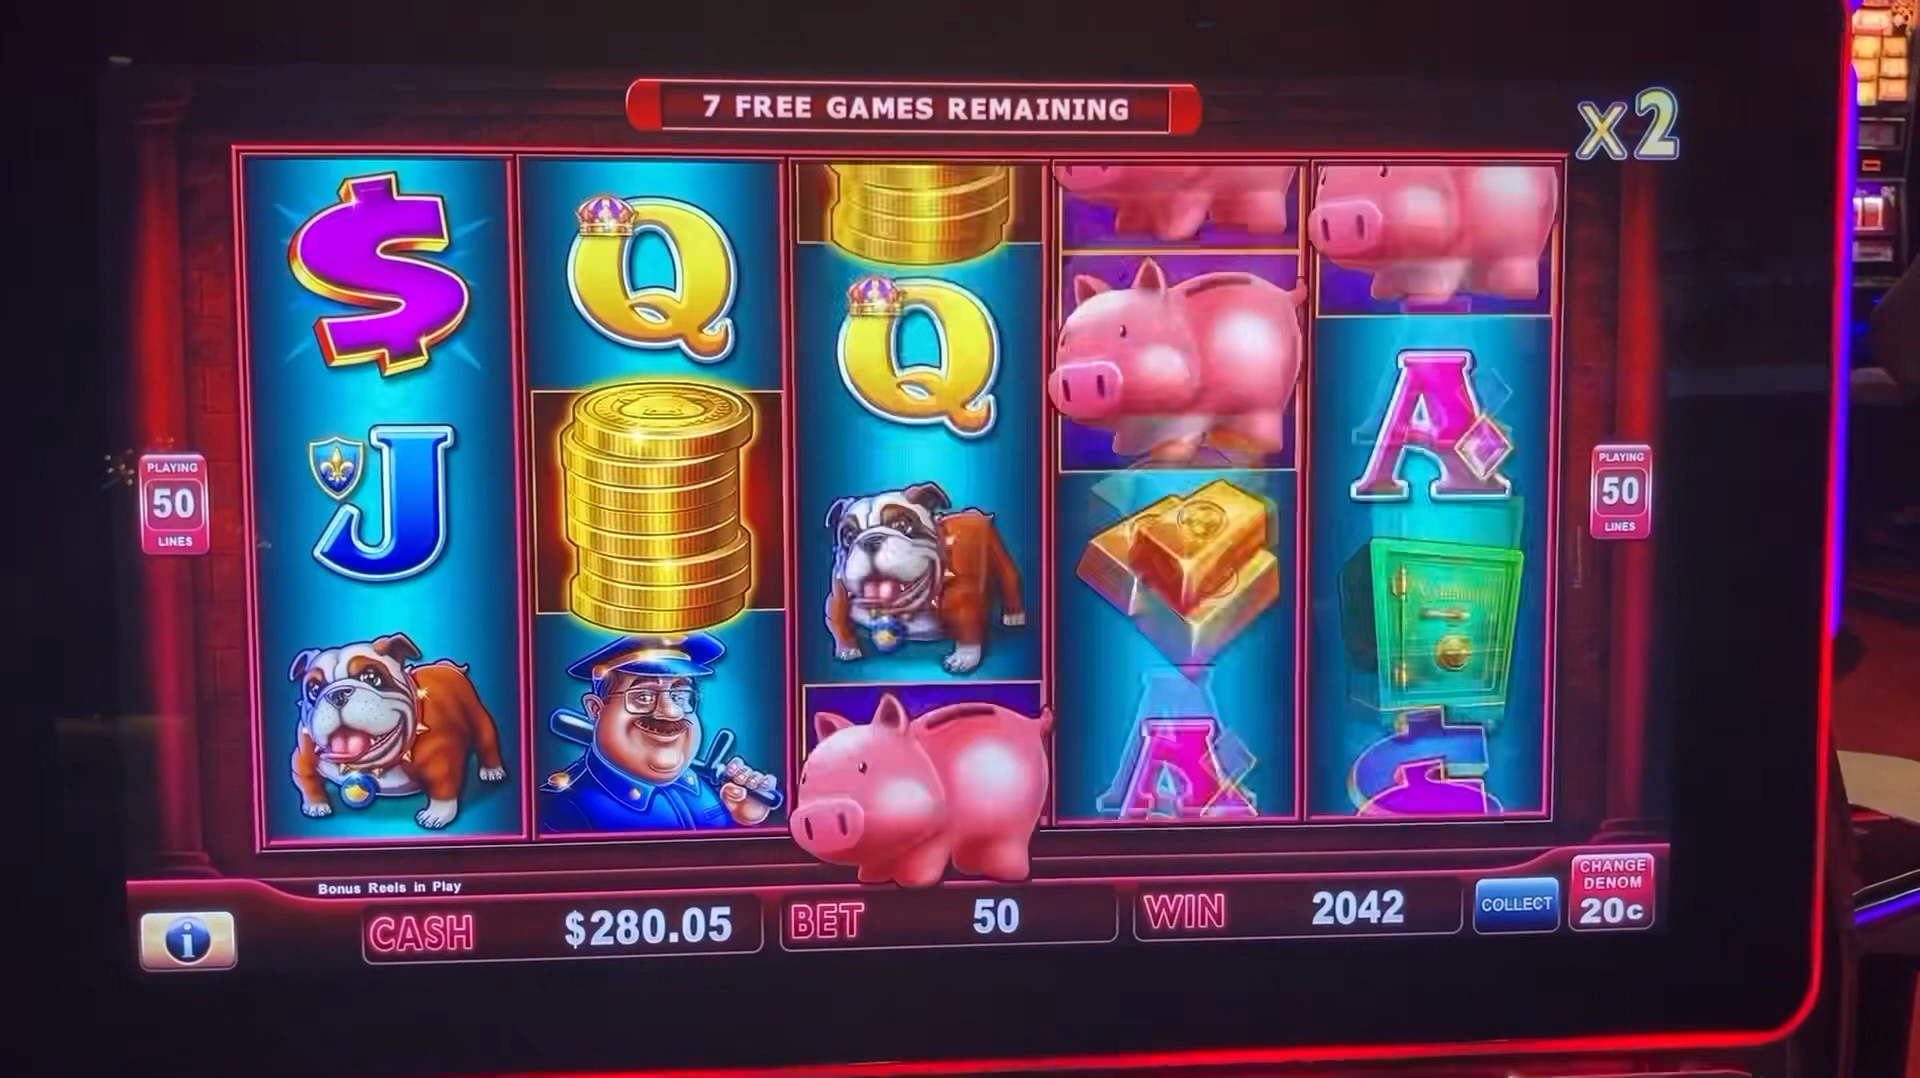 7 FREE GAMES REMAINING
X2
$
Q
Q
A
J
A
$
PLAYING
50
LINES
PLAYING
50
LINES
Bonus Reels in Play
CASH $280.05
BET 50
WIN 2042
COLLECT
CHANGE
DENOM
20c
i